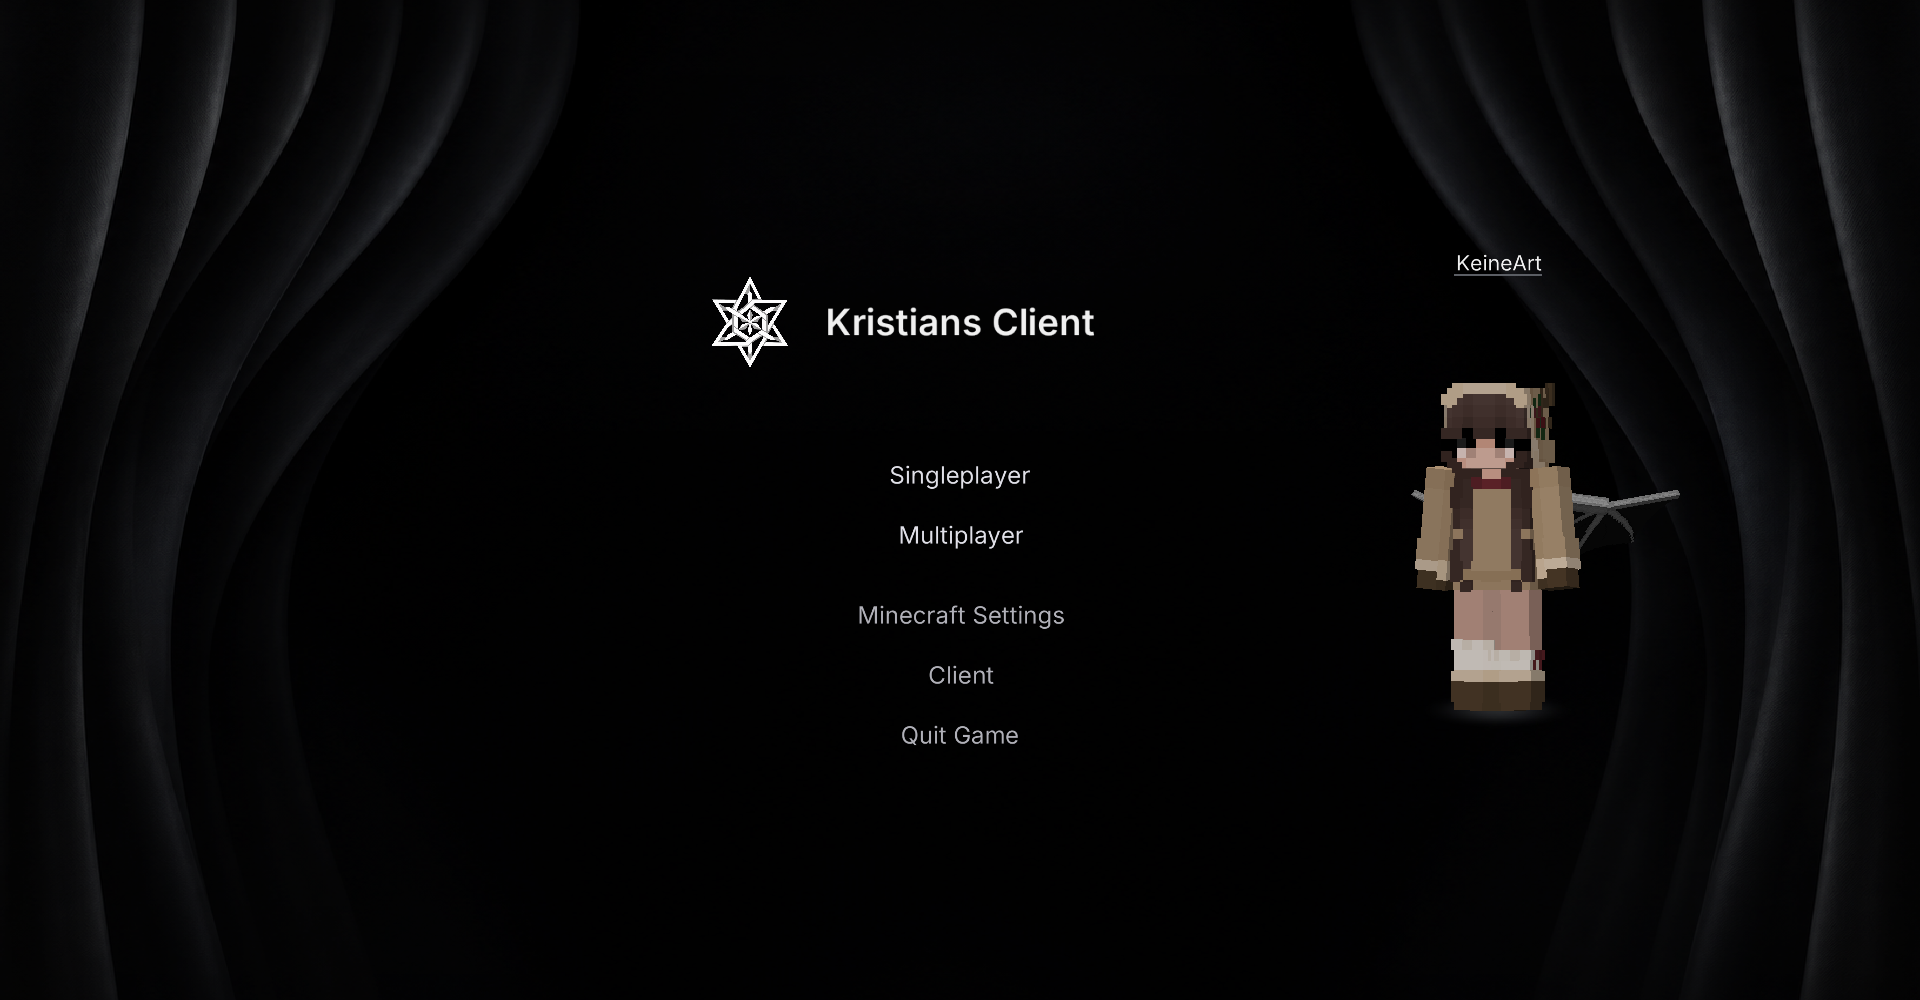 KeineArt
Kristians Client
Singleplayer
Multiplayer
Minecraft Settings
Client
Quit Game